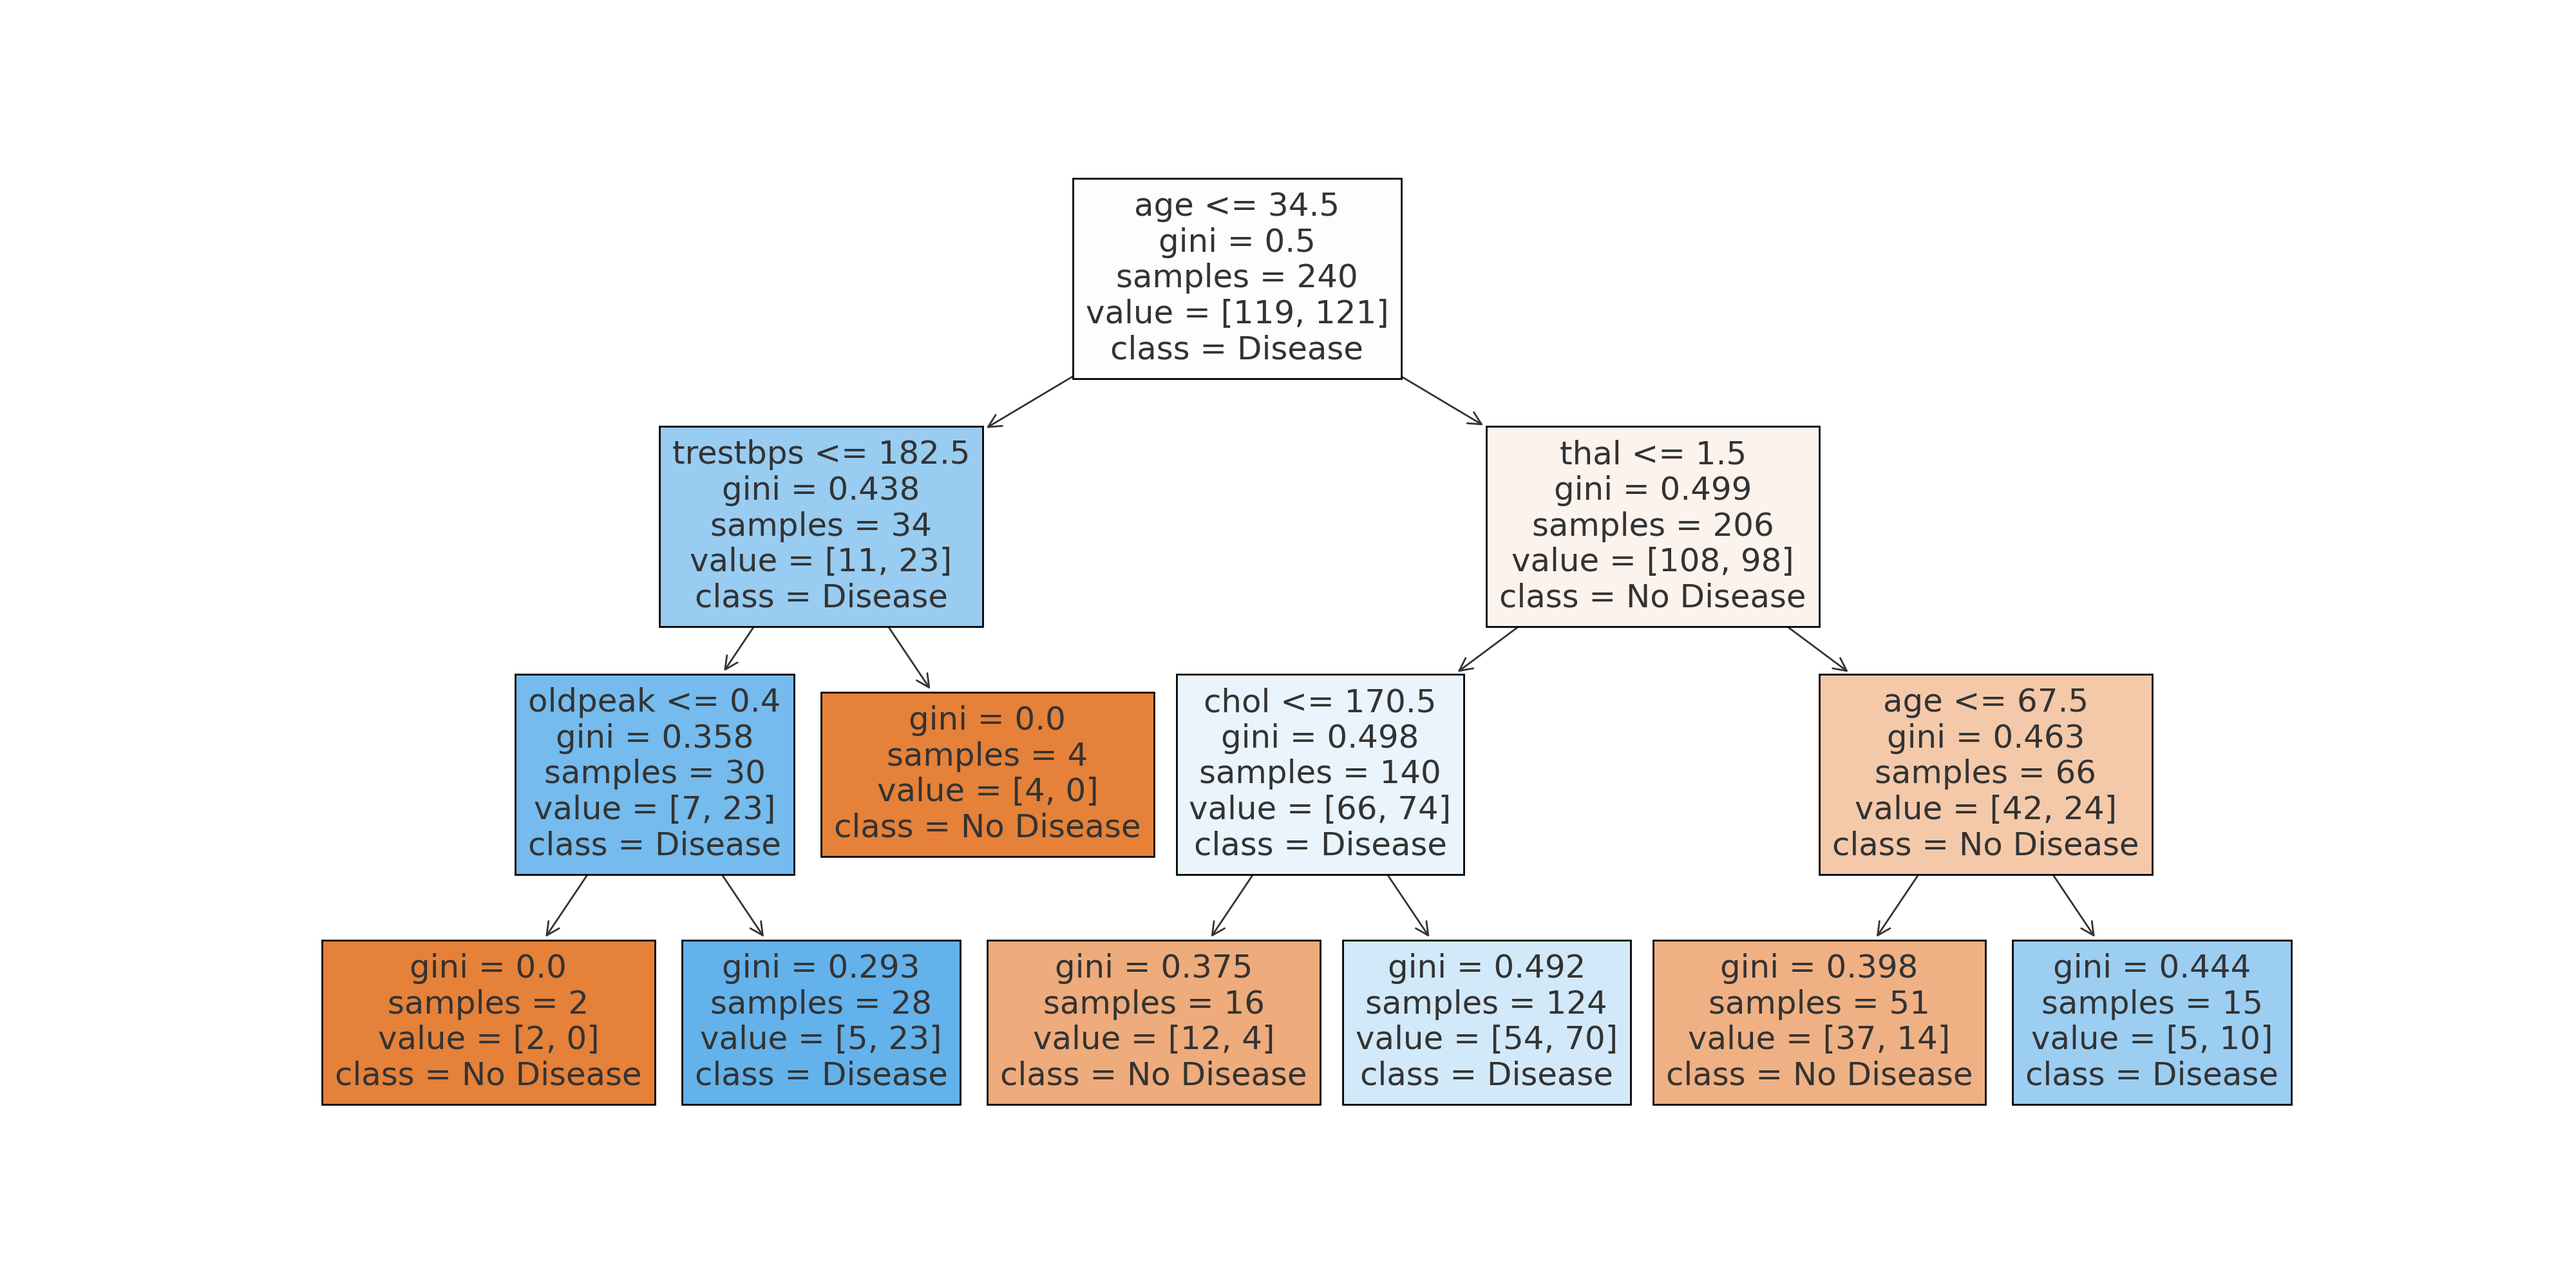 age <= 34.5
gini = 0.5
samples = 240
value = [119, 121]
class = Disease
trestbps <= 182.5
gini = 0.438
samples = 34
value = [11, 23]
class = Disease
thal <= 1.5
gini = 0.499
samples = 206
value = [108, 98]
class = No Disease
oldpeak <= 0.4
gini = 0.358
samples = 30
value = [7, 23]
class = Disease
gini = 0.0
samples = 4
value = [4, 0]
class = No Disease
chol <= 170.5
gini = 0.498
samples = 140
value = [66, 74]
class = Disease
age <= 67.5
gini = 0.463
samples = 66
value = [42, 24]
class = No Disease
gini = 0.0
samples = 2
value = [2, 0]
class = No Disease
gini = 0.293
samples = 28
value = [5, 23]
class = Disease
gini = 0.375
samples = 16
value = [12, 4]
class = No Disease
gini = 0.492
samples = 124
value = [54, 70]
class = Disease
gini = 0.398
samples = 51
value = [37, 14]
class = No Disease
gini = 0.444
samples = 15
value = [5, 10]
class = Disease